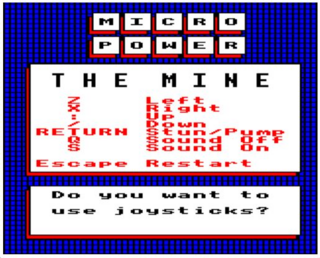 MICRO
POWER
THE MINE
Z Left
X Right
: Up
/ Down
RETURN Stun/Pump
Q Sound Off
S Sound On
Escape Restart
Do you want to
use joysticks?